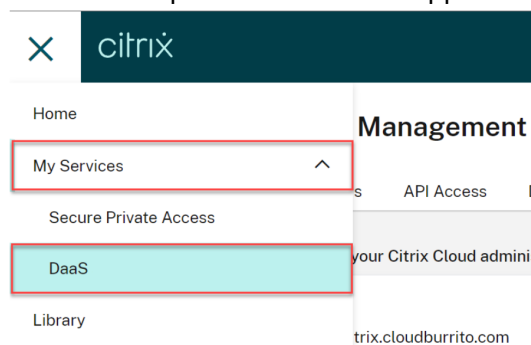 citrix
Home
Management
My Services
s API Access
Secure Private Access
your Citrix Cloud admini
DaaS
Library
trix.cloudburrito.com